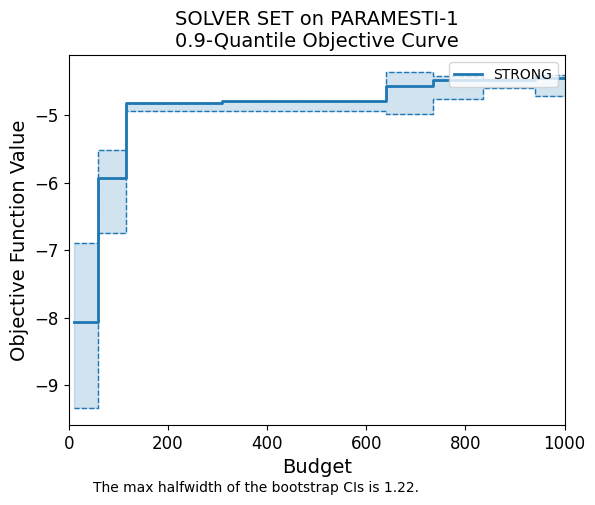 SOLVER SET on PARAMESTI-1
0.9-Quantile Objective Curve
STRONG
Objective Function Value
−5
−6
−7
−8
−9
0 200 400 600 800 1000
Budget
The max halfwidth of the bootstrap CIs is 1.22.